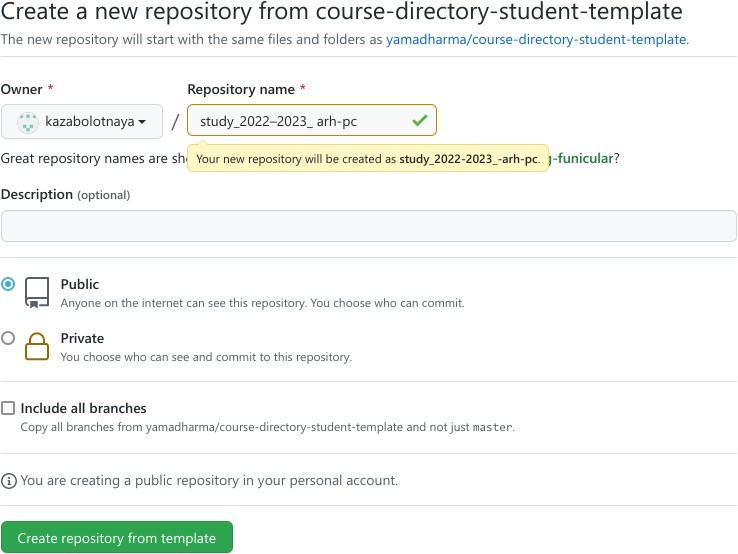 Create a new repository from course-directory-student-template
The new repository will start with the same files and folders as yamadharma/course-directory-student-template.
Owner *
Repository name *
kazabolotnaya / study_2022–2023_ arh-pc
Great repository names are sh
Your new repository will be created as study_2022-2023_-arh-pc.
-funicular?
Description (optional)
Public
Anyone on the internet can see this repository. You choose who can commit.
Private
You choose who can see and commit to this repository.
Include all branches
Copy all branches from yamadharma/course-directory-student-template and not just master.
You are creating a public repository in your personal account.
Create repository from template